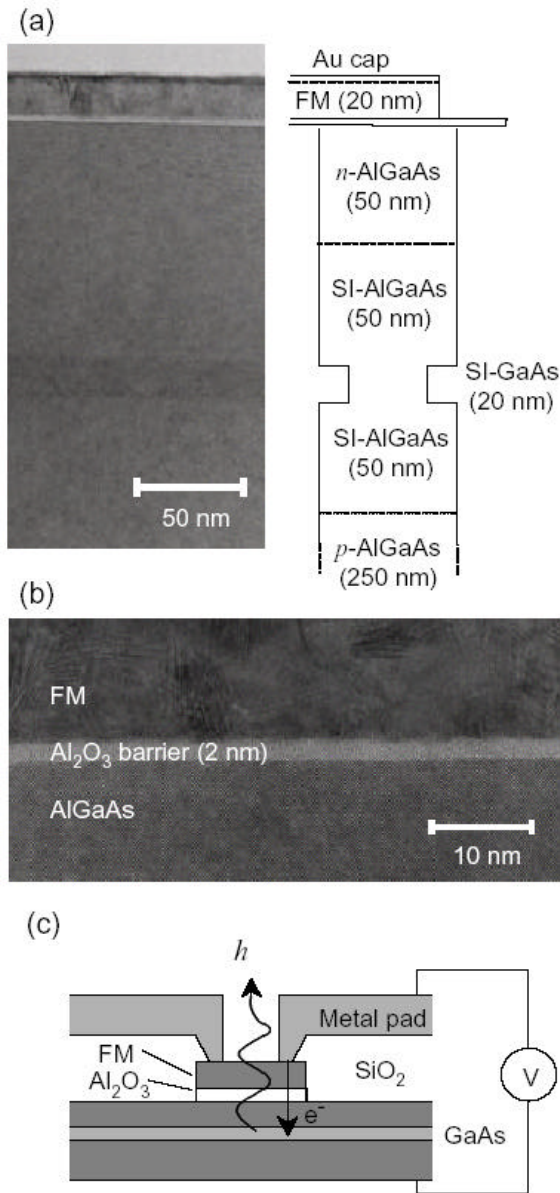 (a)
Au cap
FM (20 nm)
n-AlGaAs
(50 nm)
SI-AlGaAs
(50 nm)
SI-GaAs
(20 nm)
SI-AlGaAs
(50 nm)
p-AlGaAs
(250 nm)
50 nm
(b)
FM
Al₂O₃ barrier (2 nm)
AlGaAs
10 nm
(c)
h
Metal pad
FM
Al₂O₃
SiO₂
V
e⁻
GaAs